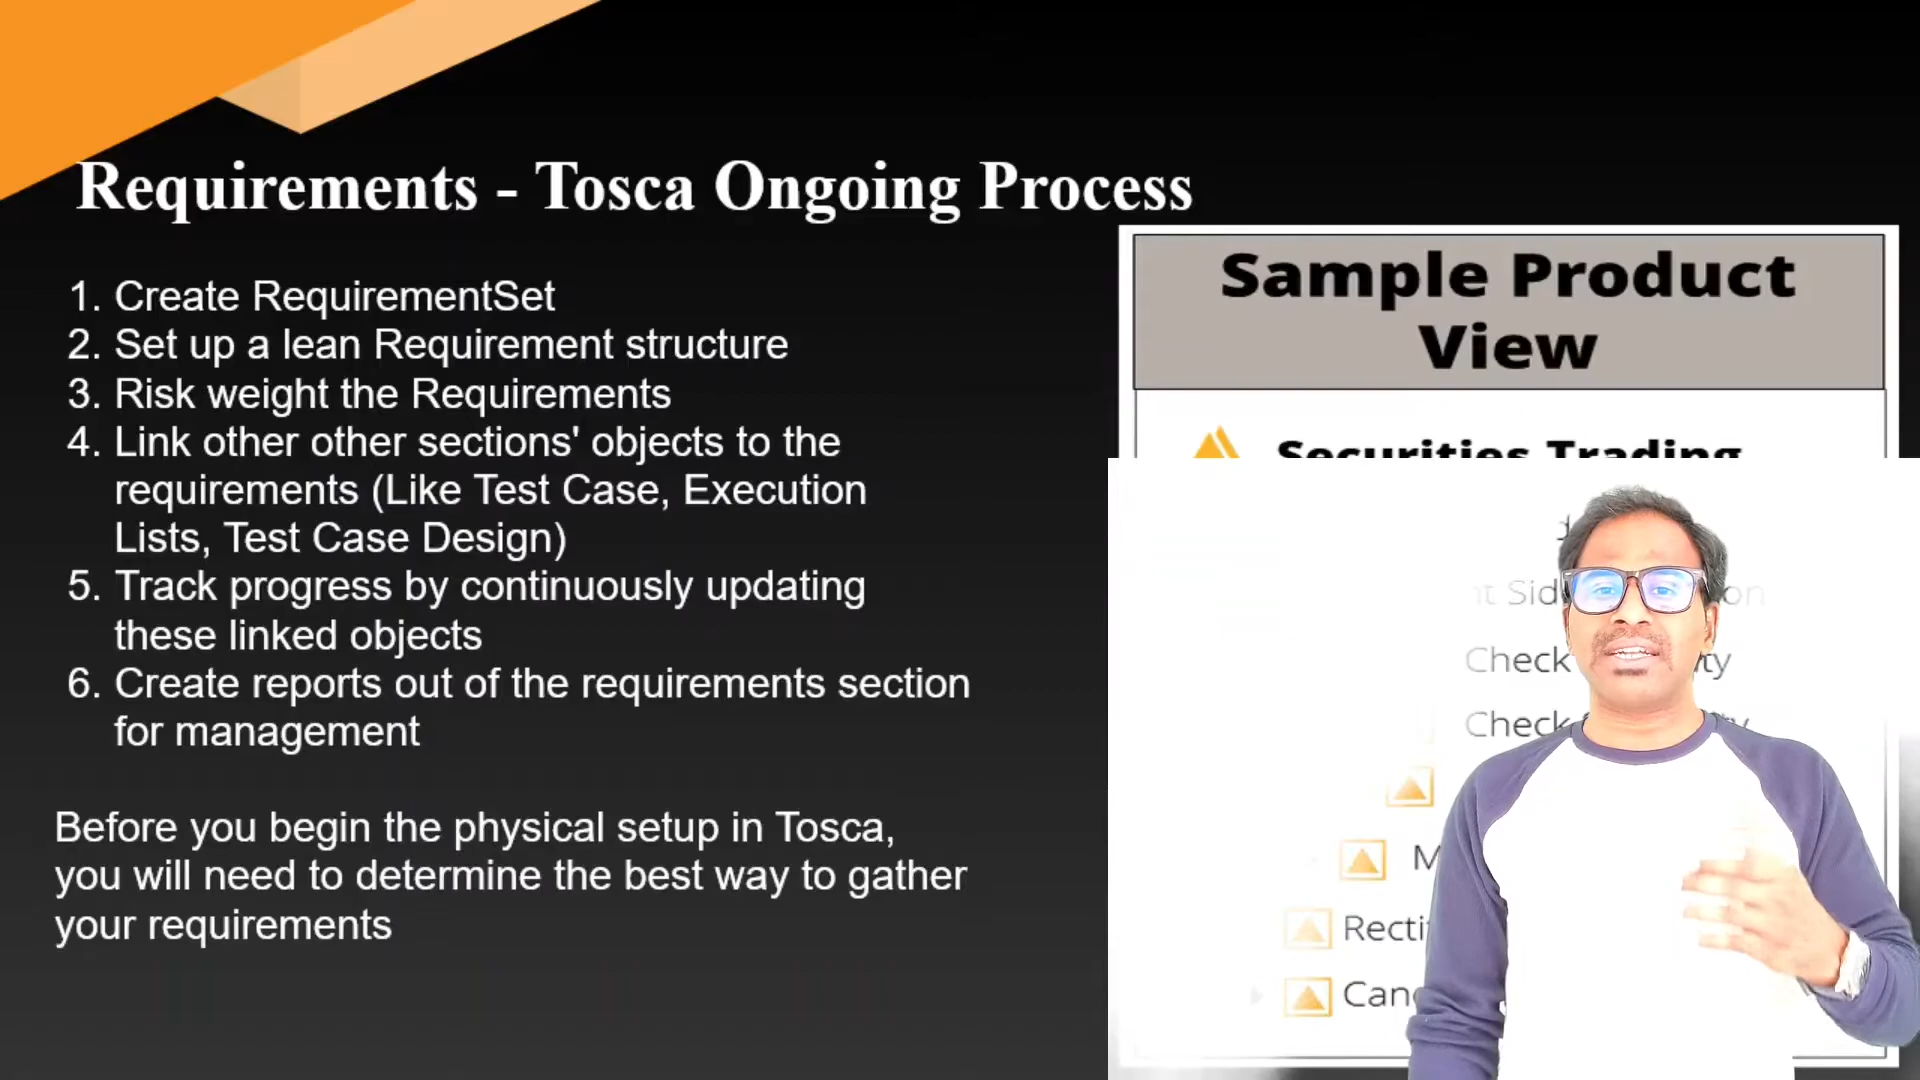 Requirements - Tosca Ongoing Process
1. Create RequirementSet
2. Set up a lean Requirement structure
3. Risk weight the Requirements
4. Link other other sections' objects to the
requirements (Like Test Case, Execution
Lists, Test Case Design)
5. Track progress by continuously updating
these linked objects
6. Create reports out of the requirements section
for management
Before you begin the physical setup in Tosca,
you will need to determine the best way to gather
your requirements
Sample Product
View
Securities Trading
Check
Check